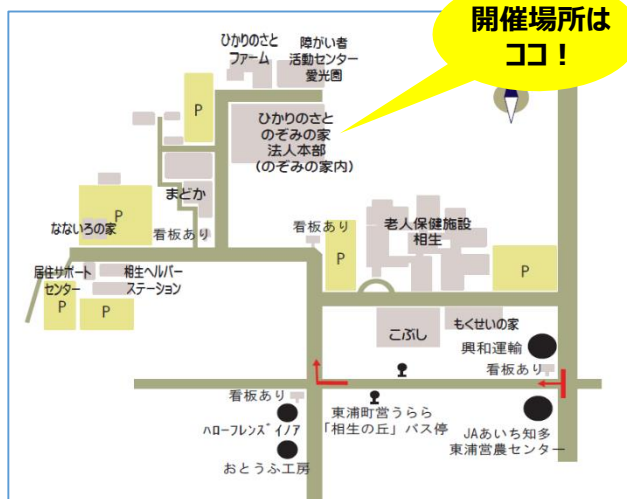 開催場所は
ココ！
ひかりのさと
ファーム
障がい者
活動センター
愛光園
P
ひかりのさと
のぞみの家
法人本部
(のぞみの家内)
まどか
P
なないろの家
看板あり
看板あり
老人保健施設
相生
P
P
居住サポート
センター
相生ヘルパー
ステーション
P
P
こぶし
もくせいの家
興和運輸
看板あり
看板あり
ハローフレンズﾞイノア
おとうふ工房
東浦町営うらら
「相生の丘」バス停
JAあいち知多
東浦営農センター